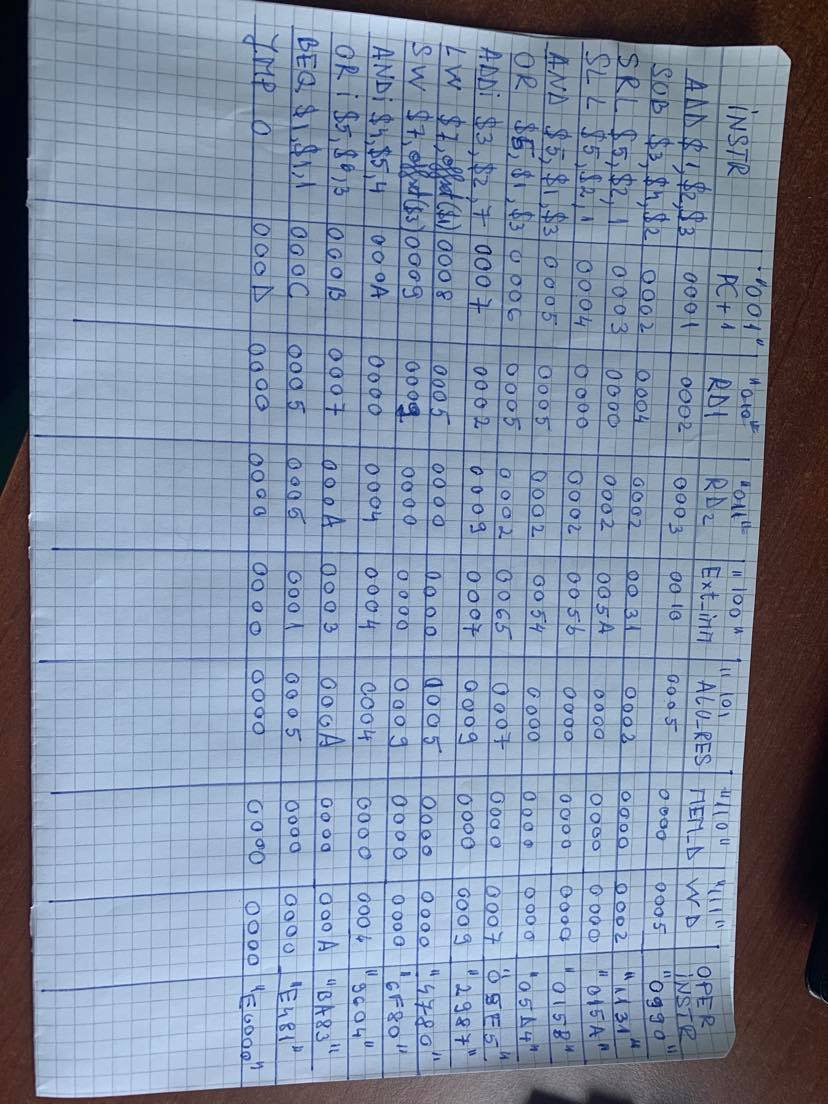 "001" "010" "011" "100" "101" "110" "111"
INSTR PC+1 RD1 RD2 Ext_imm ALU-RES MEM_D WD OPER INSTR
ADD $1,$2,$3 0001 0002 0003 0010 0005 0000 0005 "0990"
SUB $3,$4,$2 0002 0004 0002 0031 0002 0000 0002 "1131"
SRL $5,$2,1 0003 0000 0002 005A 0000 0000 0000 "015A"
SLL $5,$2,1 0004 0000 0002 005b 0000 0000 0000 "015B"
AND $5,$1,$3 0005 0005 0002 0054 0000 0000 0000 "05D4"
OR $6,$1,$3 0006 0005 0002 0065 0007 0000 0007 "05E5"
ADDi $3,$2,7 0007 0002 0009 0007 0009 0000 0009 "2987"
LW $7,offset($1) 0008 0005 0000 0000 0005 0000 0000 "4780"
SW $7,offset($3) 0009 0009 0000 0000 0009 0000 0000 "6F80"
ANDi $4,$5,4 000A 0000 0004 0004 0004 0000 0004 "9604"
ORi $5,$6,3 000B 0007 000A 0003 000A 0000 000A "BA83"
BEQ $1,$1,1 000C 0005 0005 0001 0005 0000 0000 "E481"
JMP 0 000D 0000 0000 0000 0000 0000 0000 "E000"